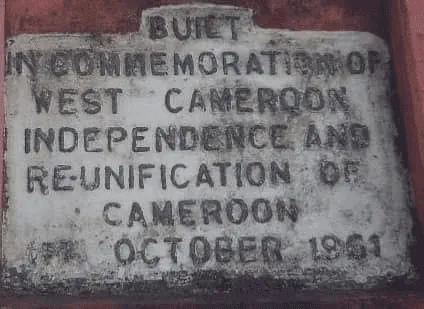 BUILT
IN COMMEMORATION OF
WEST CAMEROON
INDEPENDENCE AND
RE-UNIFICATION OF
CAMEROON
1ST OCTOBER 1961